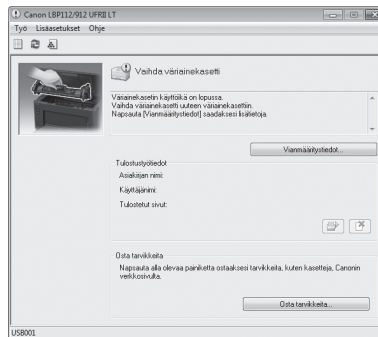 Canon LBP112/912 UFRII LT
Työ Lisäasetukset Ohje
Vaihda väriainekasetti
Väriainekasetin käyttöikä on lopussa.
Vaihda väriainekasetti uuteen väriainekasettiin.
Napsauta [Vianmääritystiedot] saadaksesi lisätietoja.
Vianmääritystiedot...
Tulostustyötiedot
Asiakirjan nimi:
Käyttäjänimi:
Tulostetut sivut:
Osta tarvikkeita
Napsauta alla olevaa painiketta ostaaksesi tarvikkeita, kuten kasetteja, Canonin
verkkosivulta.
Osta tarvikkeita...
USB001